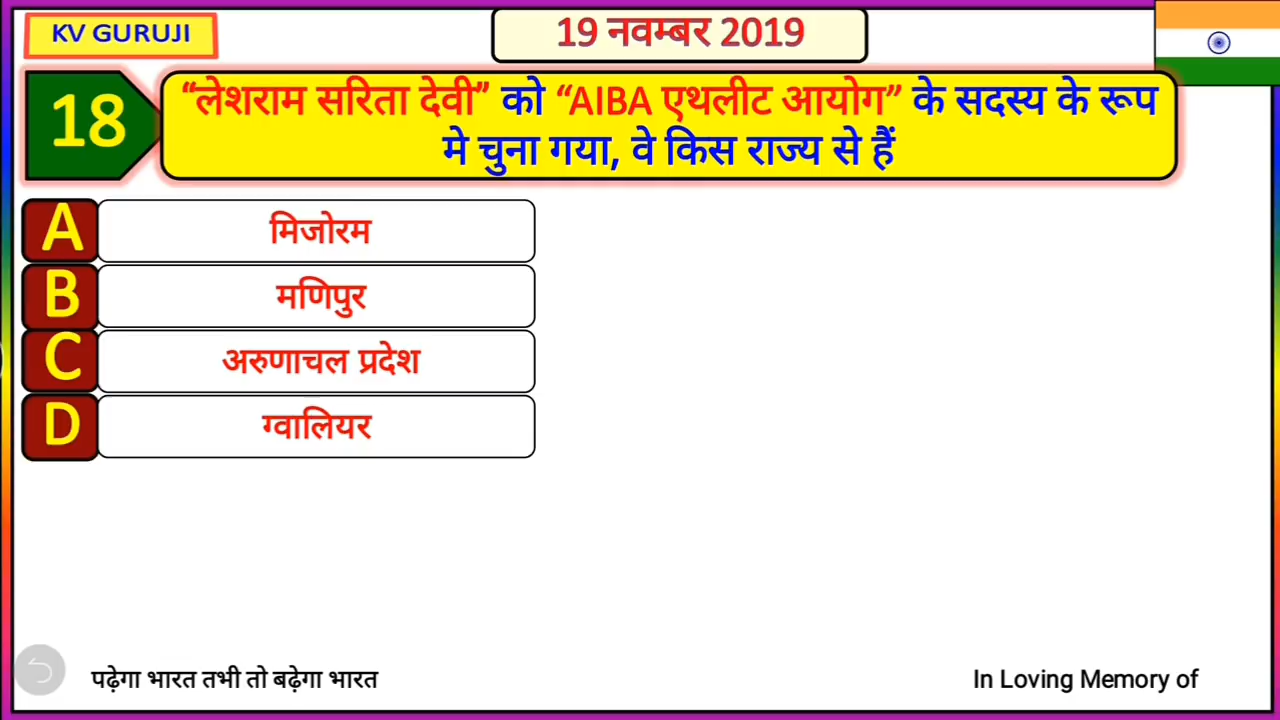 KV GURUJI
19 नवम्बर 2019
18
“लेशराम सरिता देवी” को “AIBA एथलीट आयोग” के सदस्य के रूप
मे चुना गया, वे किस राज्य से हैं
A मिजोरम
B मणिपुर
C अरुणाचल प्रदेश
D ग्वालियर
पढ़ेगा भारत तभी तो बढ़ेगा भारत
In Loving Memory of